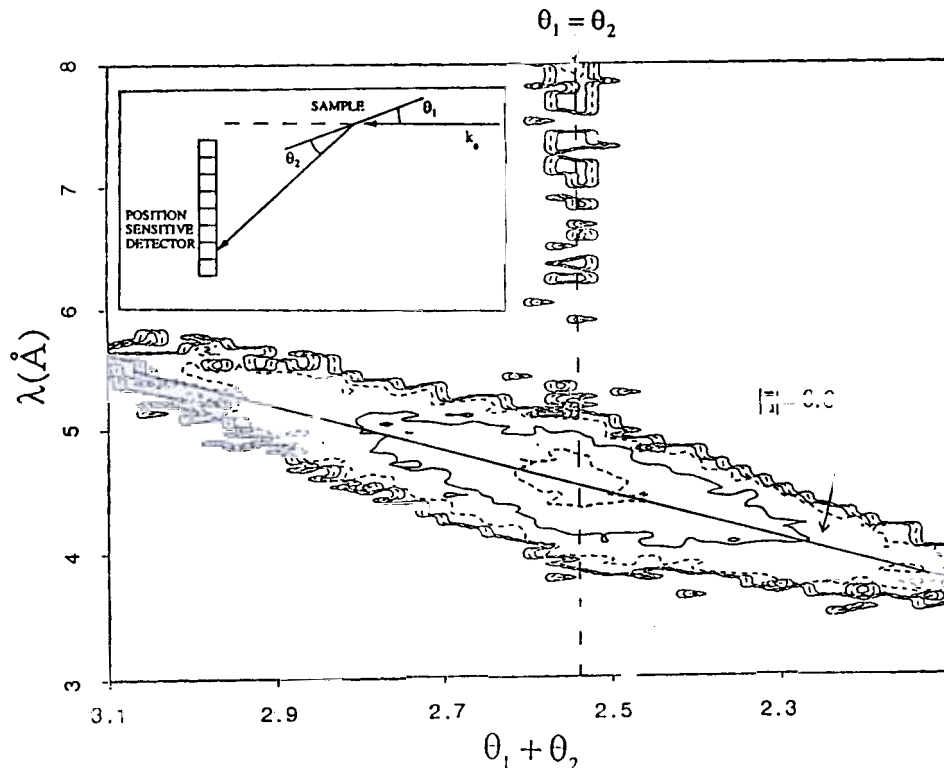 θ₁ = θ₂
8
7
6
5
4
3
λ(Å)
SAMPLE
θ₁
k₀
θ₂
POSITION
SENSITIVE
DETECTOR
3.1 2.9 2.7 2.5 2.3
θ₁ + θ₂